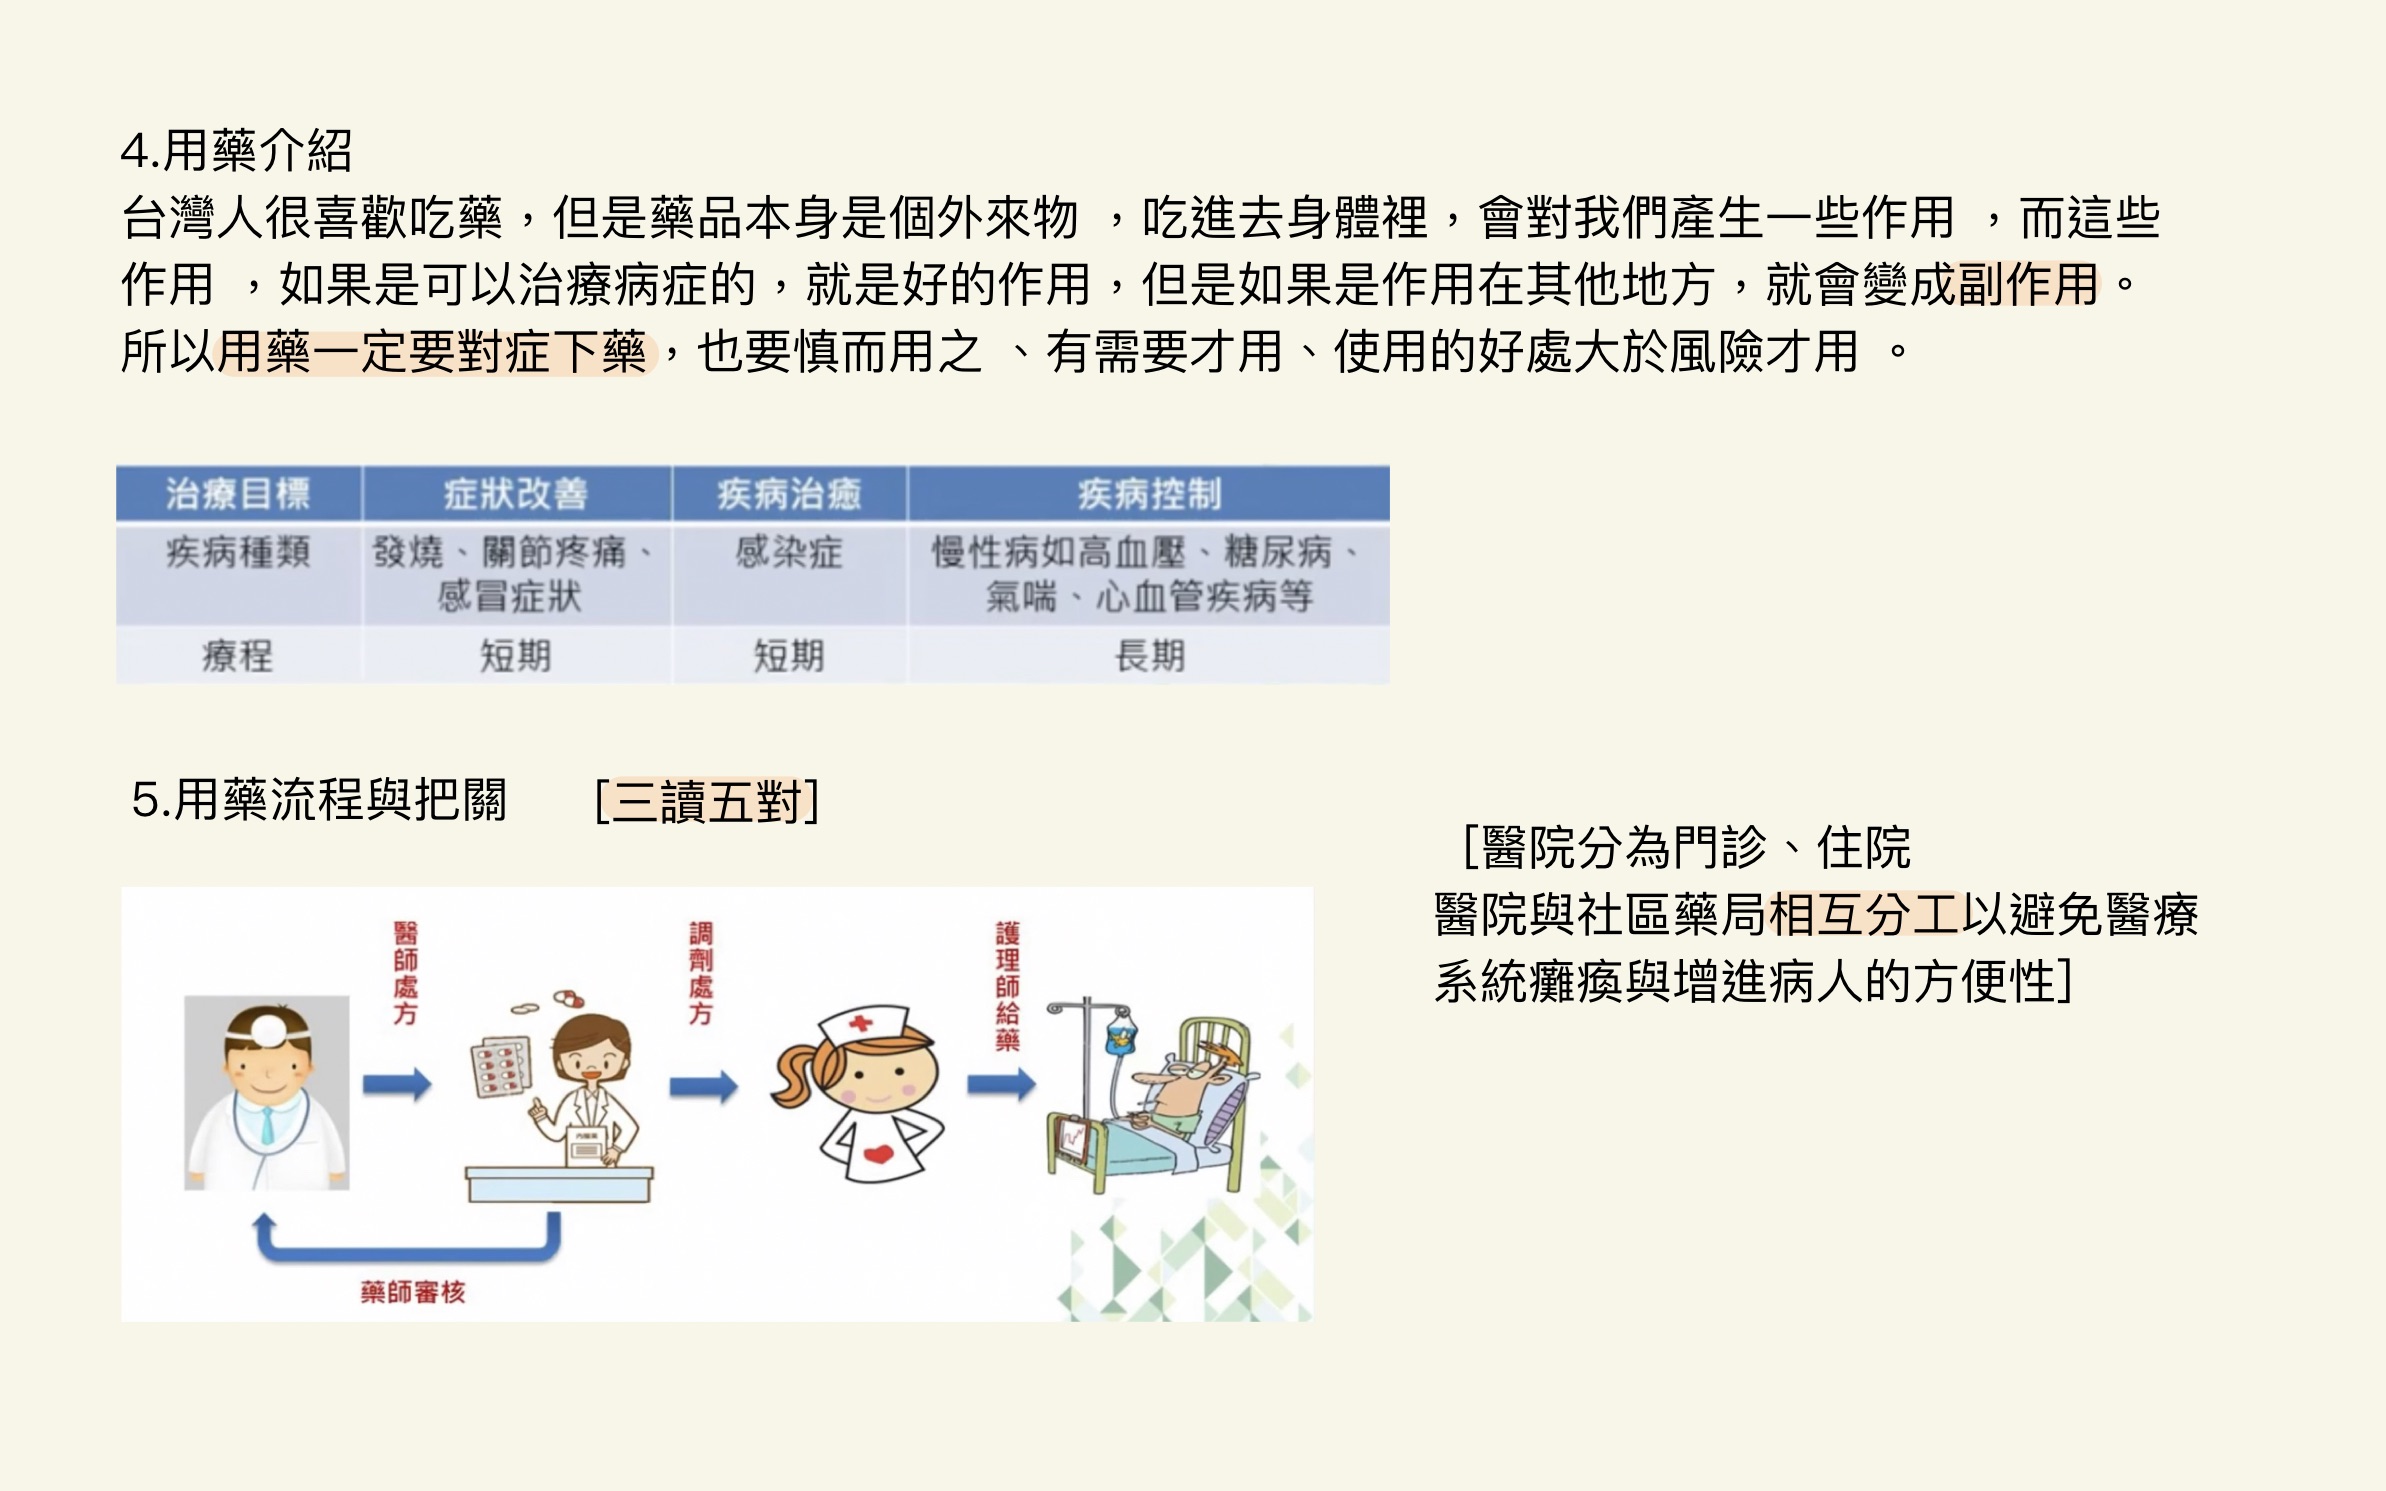 4.用藥介紹
台灣人很喜歡吃藥，但是藥品本身是個外來物 ，吃進去身體裡，會對我們產生一些作用 ，而這些
作用 ，如果是可以治療病症的，就是好的作用，但是如果是作用在其他地方，就會變成副作用。
所以用藥一定要對症下藥，也要慎而用之 、有需要才用、使用的好處大於風險才用 。
治療目標 症狀改善 疾病治癒 疾病控制
疾病種類 發燒、關節疼痛、 感染症 慢性病如高血壓、糖尿病、
感冒症狀 氣喘、心血管疾病等
療程 短期 短期 長期
5.用藥流程與把關 [三讀五對]
[醫院分為門診、住院
醫院與社區藥局相互分工以避免醫療
系統癱瘓與增進病人的方便性]
醫師處方
調劑處方
護理師給藥
內服藥
藥師審核